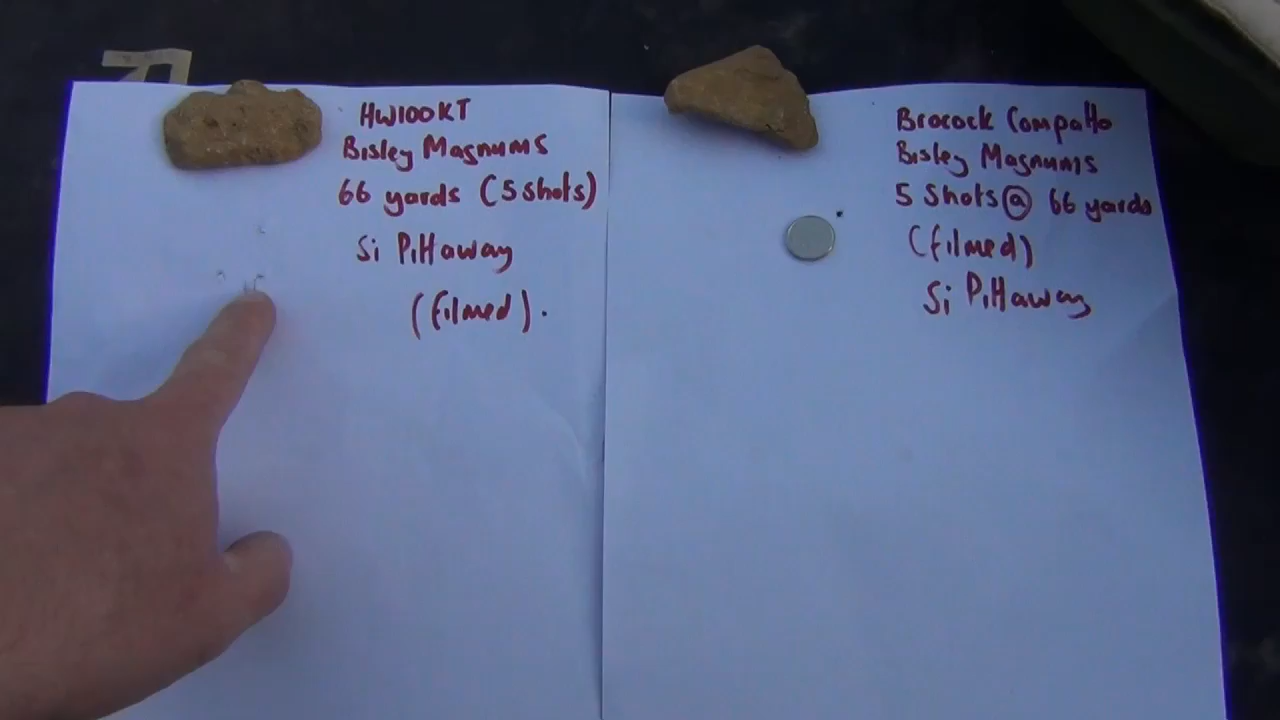 HW100KT
Bisley Magnums
66 yards (5 shots)
Si Pittaway
(filmed).
Brocock Compatto
Bisley Magnums
5 Shots @ 66 yards
(filmed)
Si Pittaway